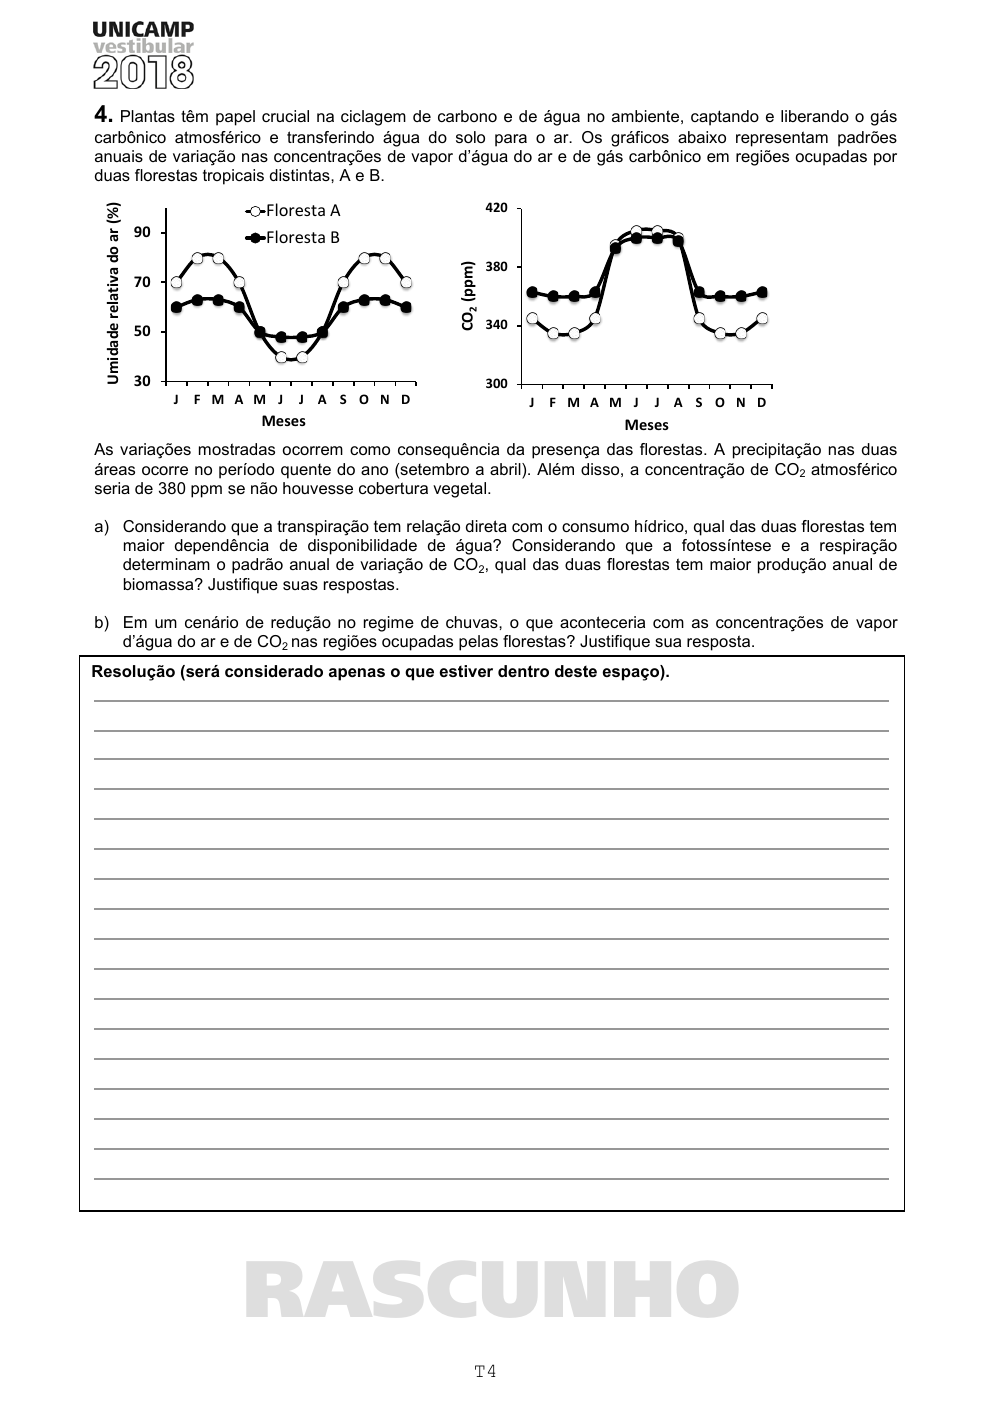 UNICAMP
vestibular
2018
4. Plantas têm papel crucial na ciclagem de carbono e de água no ambiente, captando e liberando o gás
carbônico atmosférico e transferindo água do solo para o ar. Os gráficos abaixo representam padrões
anuais de variação nas concentrações de vapor d’água do ar e de gás carbônico em regiões ocupadas por
duas florestas tropicais distintas, A e B.
Umidade relativa do ar (%)
90
70
50
30
Floresta A
Floresta B
J F M A M J J A S O N D
Meses
CO2 (ppm)
420
380
340
300
J F M A M J J A S O N D
Meses
As variações mostradas ocorrem como consequência da presença das florestas. A precipitação nas duas
áreas ocorre no período quente do ano (setembro a abril). Além disso, a concentração de CO2 atmosférico
seria de 380 ppm se não houvesse cobertura vegetal.
a) Considerando que a transpiração tem relação direta com o consumo hídrico, qual das duas florestas tem
maior dependência de disponibilidade de água? Considerando que a fotossíntese e a respiração
determinam o padrão anual de variação de CO2, qual das duas florestas tem maior produção anual de
biomassa? Justifique suas respostas.
b) Em um cenário de redução no regime de chuvas, o que aconteceria com as concentrações de vapor
d’água do ar e de CO2 nas regiões ocupadas pelas florestas? Justifique sua resposta.
Resolução (será considerado apenas o que estiver dentro deste espaço).
RASCUNHO
T4